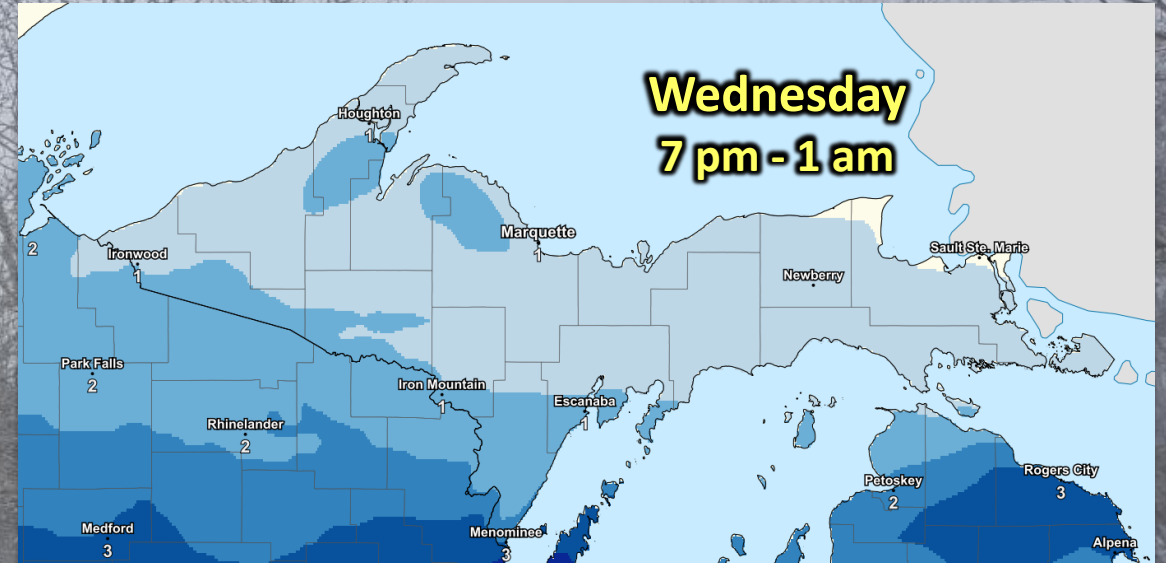 Wednesday
7 pm - 1 am
Houghton
1
Marquette
1
Sault Ste. Marie
2
Ironwood
1
Newberry
Park Falls
2
Iron Mountain
1
Escanaba
1
Rhinelander
2
Rogers City
3
Petoskey
2
Medford
3
Menominee
3
Alpena